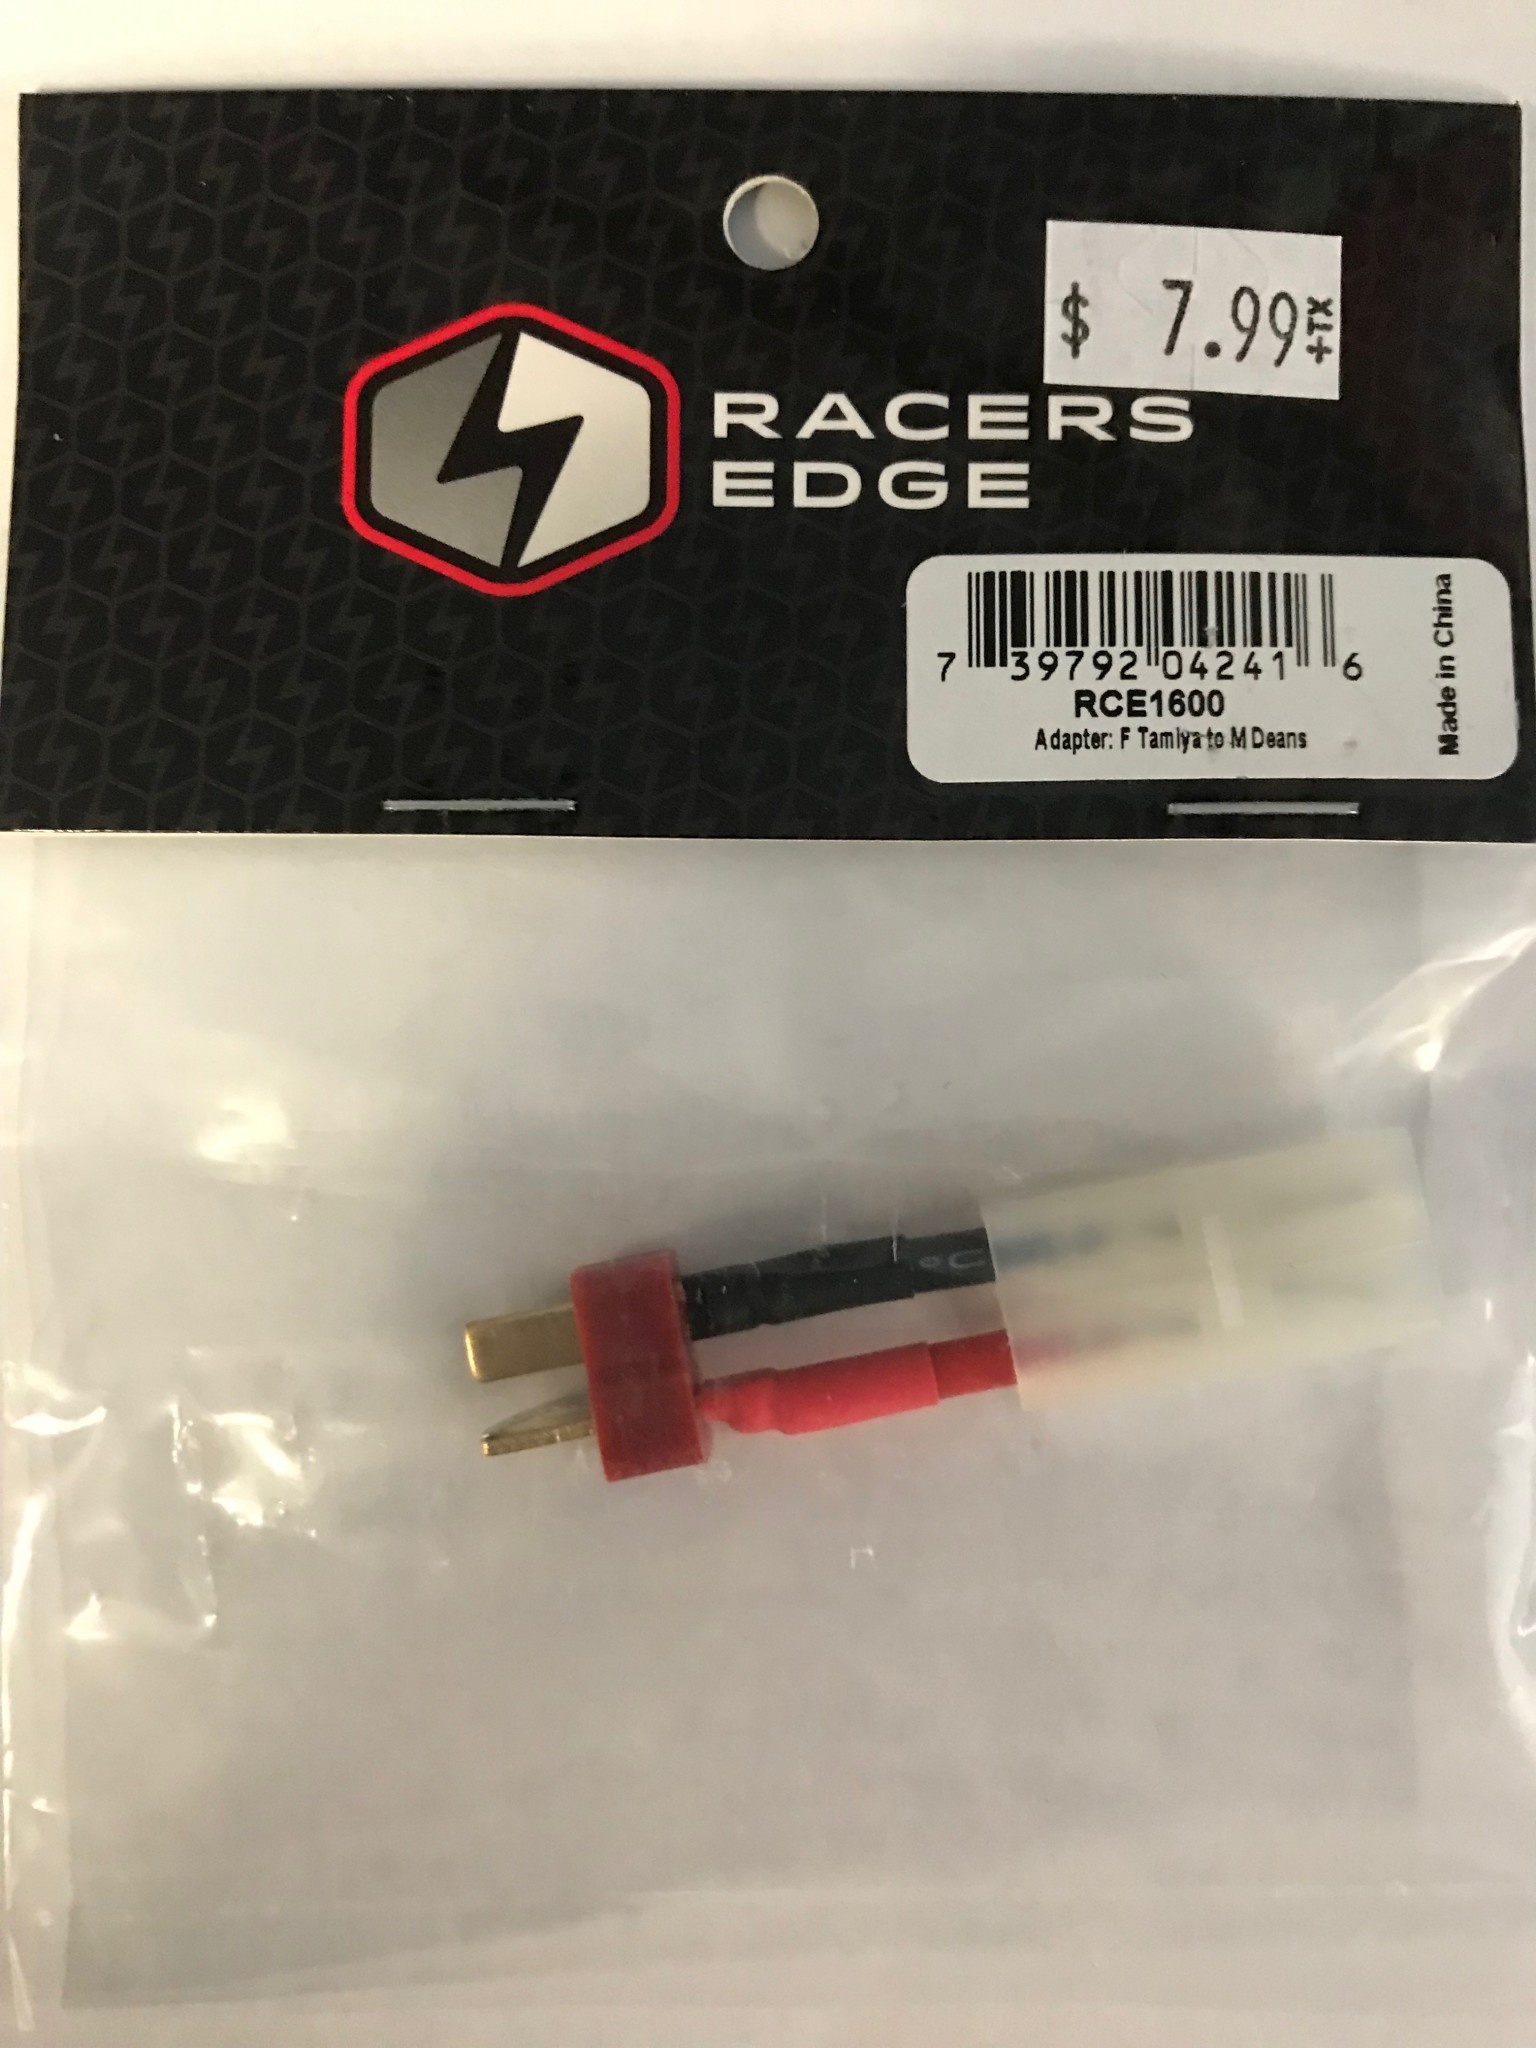 $ 7.99 +TX
RACERS
EDGE
7 39792 04241 6
RCE1600
Adapter: F Tamiya to M Deans
Made in China
°C